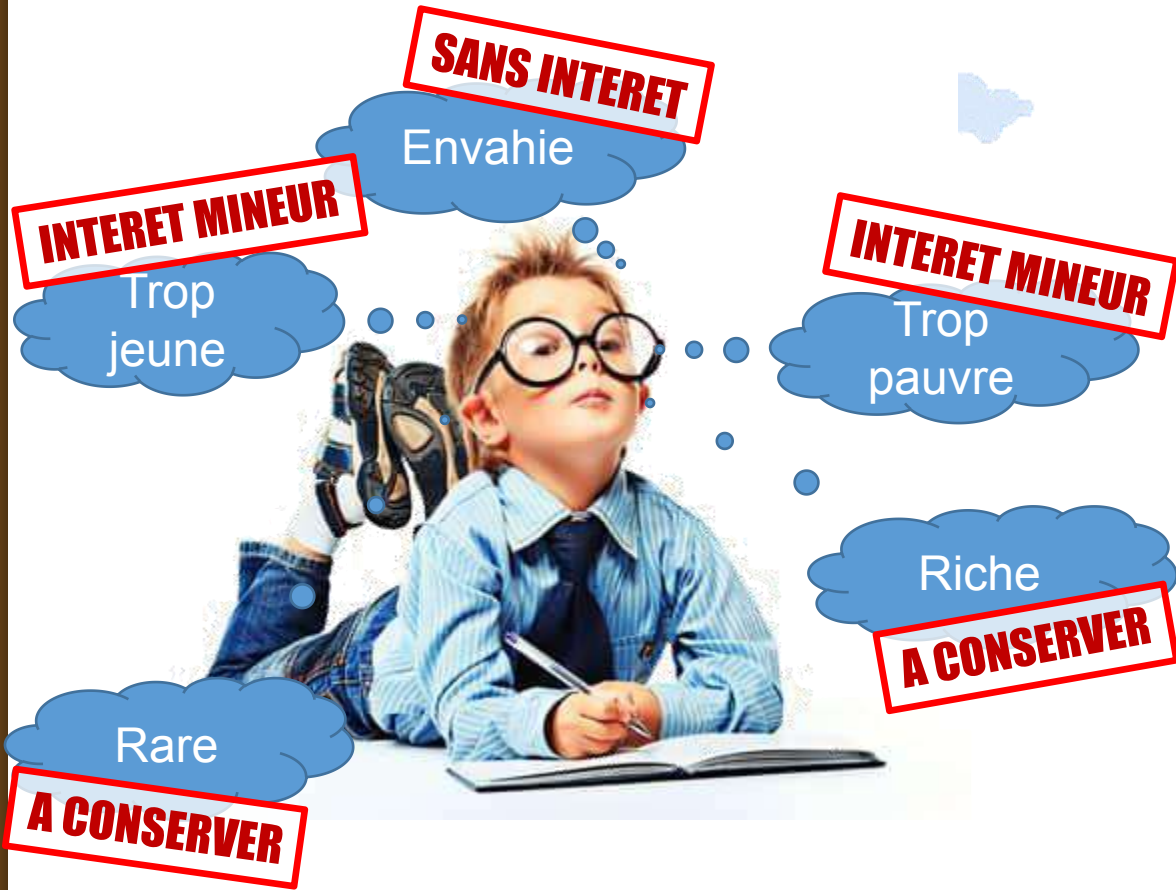 SANS INTERET
Envahie
INTERET MINEUR
Trop
jeune
INTERET MINEUR
Trop
pauvre
Riche
A CONSERVER
Rare
A CONSERVER